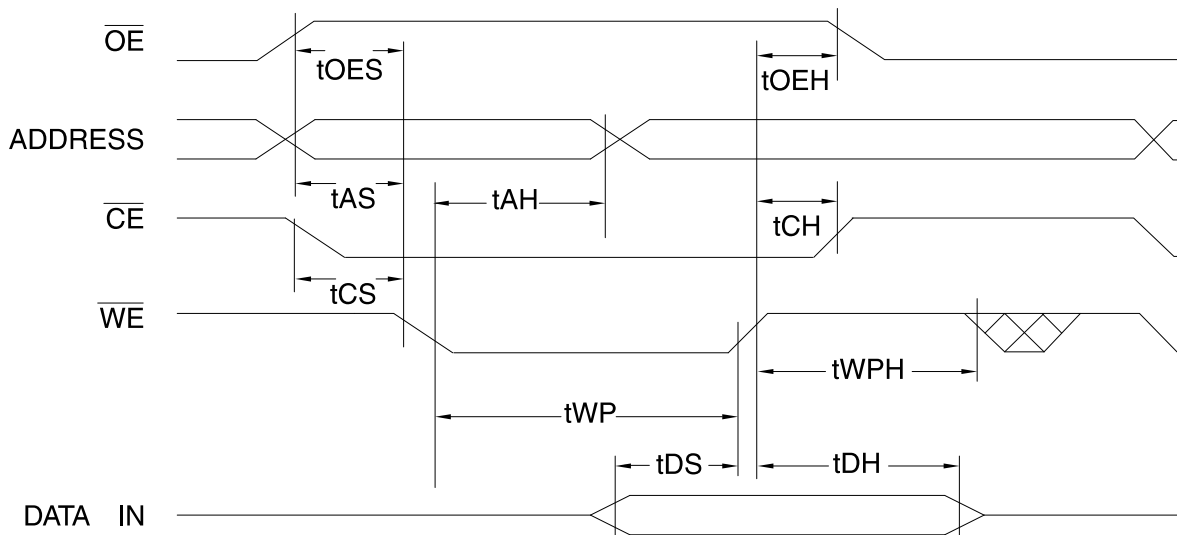 OE
tOES
tOEH
ADDRESS
tAS
tAH
CE
tCH
tCS
WE
tWPH
tWP
tDS
tDH
DATA IN